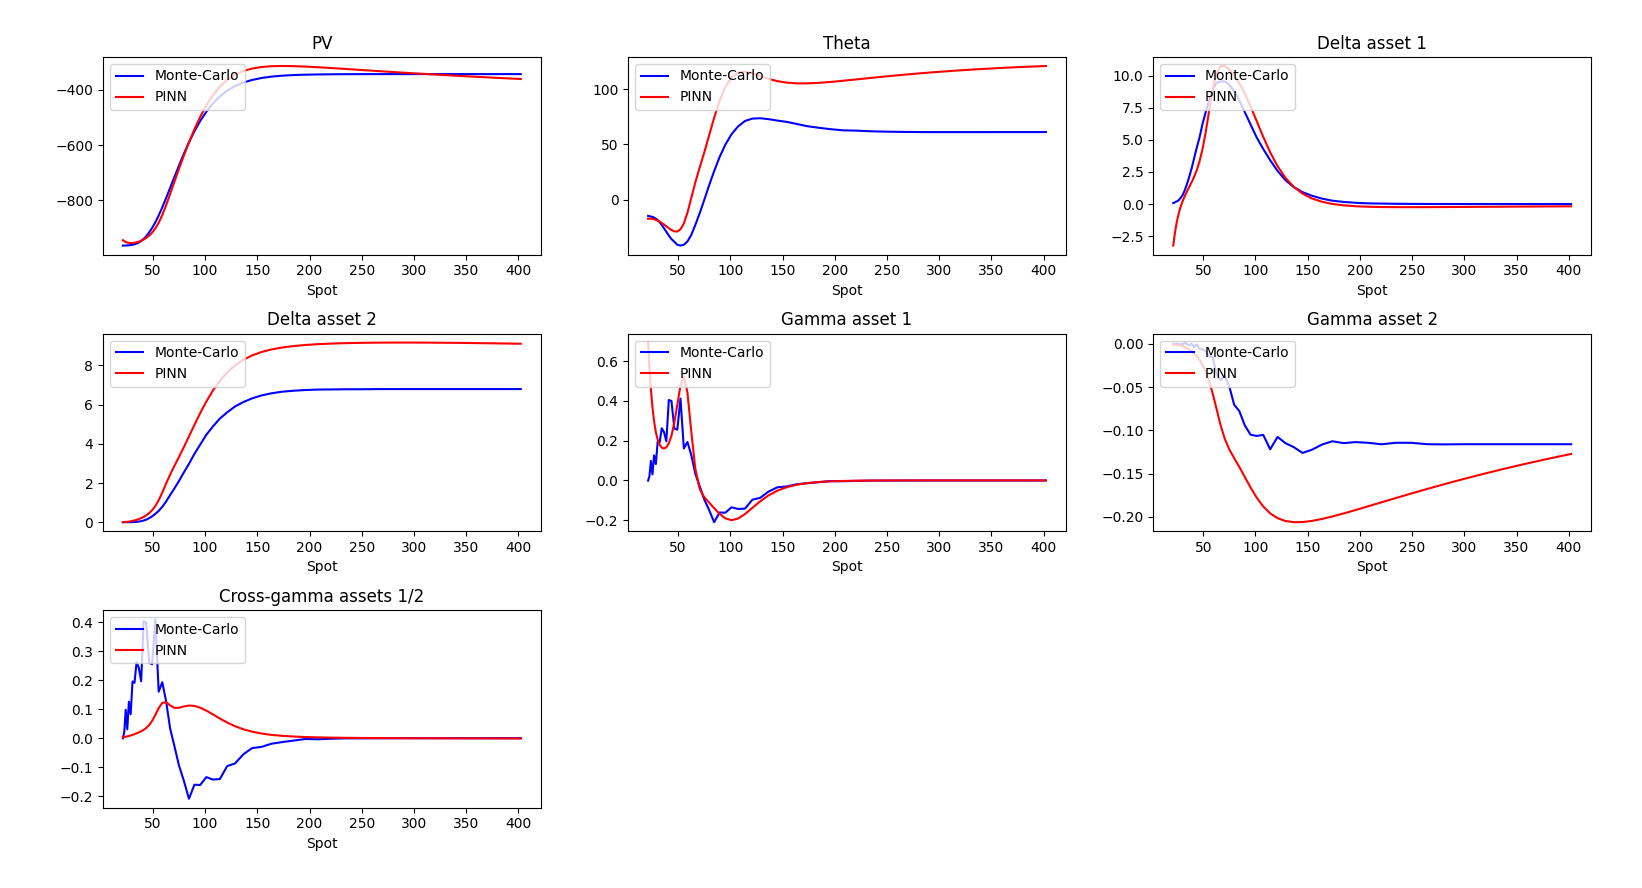 PV
Monte-Carlo
PINN
−400
−600
−800
50 100 150 200 250 300 350 400
Spot
Theta
Monte-Carlo
PINN
100
50
0
50 100 150 200 250 300 350 400
Spot
Delta asset 1
Monte-Carlo
PINN
10.0
7.5
5.0
2.5
0.0
−2.5
50 100 150 200 250 300 350 400
Spot
Delta asset 2
Monte-Carlo
PINN
8
6
4
2
0
50 100 150 200 250 300 350 400
Spot
Gamma asset 1
Monte-Carlo
PINN
0.6
0.4
0.2
0.0
−0.2
50 100 150 200 250 300 350 400
Spot
Gamma asset 2
Monte-Carlo
PINN
0.00
−0.05
−0.10
−0.15
−0.20
50 100 150 200 250 300 350 400
Spot
Cross-gamma assets 1/2
Monte-Carlo
PINN
0.4
0.3
0.2
0.1
0.0
−0.1
−0.2
50 100 150 200 250 300 350 400
Spot